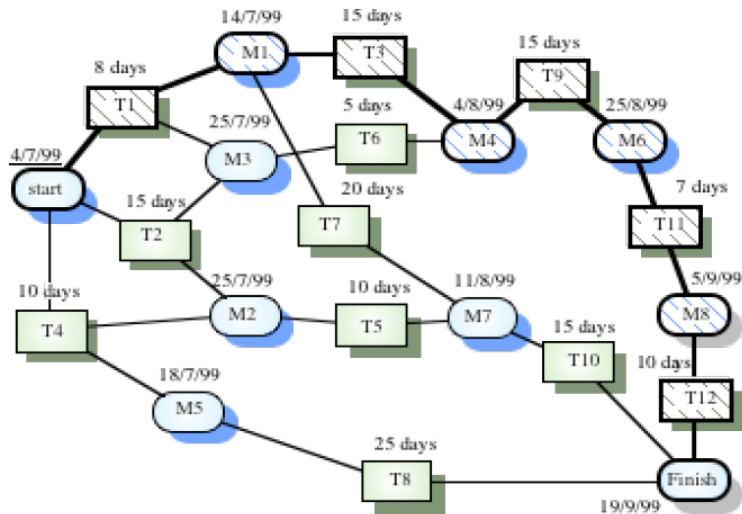 14/7/99
15 days
M1
T3
15 days
8 days
T9
T1
25/7/99
5 days
4/8/99
25/8/99
4/7/99
M3
T6
M4
M6
start
15 days
20 days
7 days
T2
T7
T11
10 days
25/7/99
10 days
11/8/99
5/9/99
T4
M2
T5
M7
M8
15 days
18/7/99
T10
10 days
M5
T12
25 days
T8
Finish
19/9/99